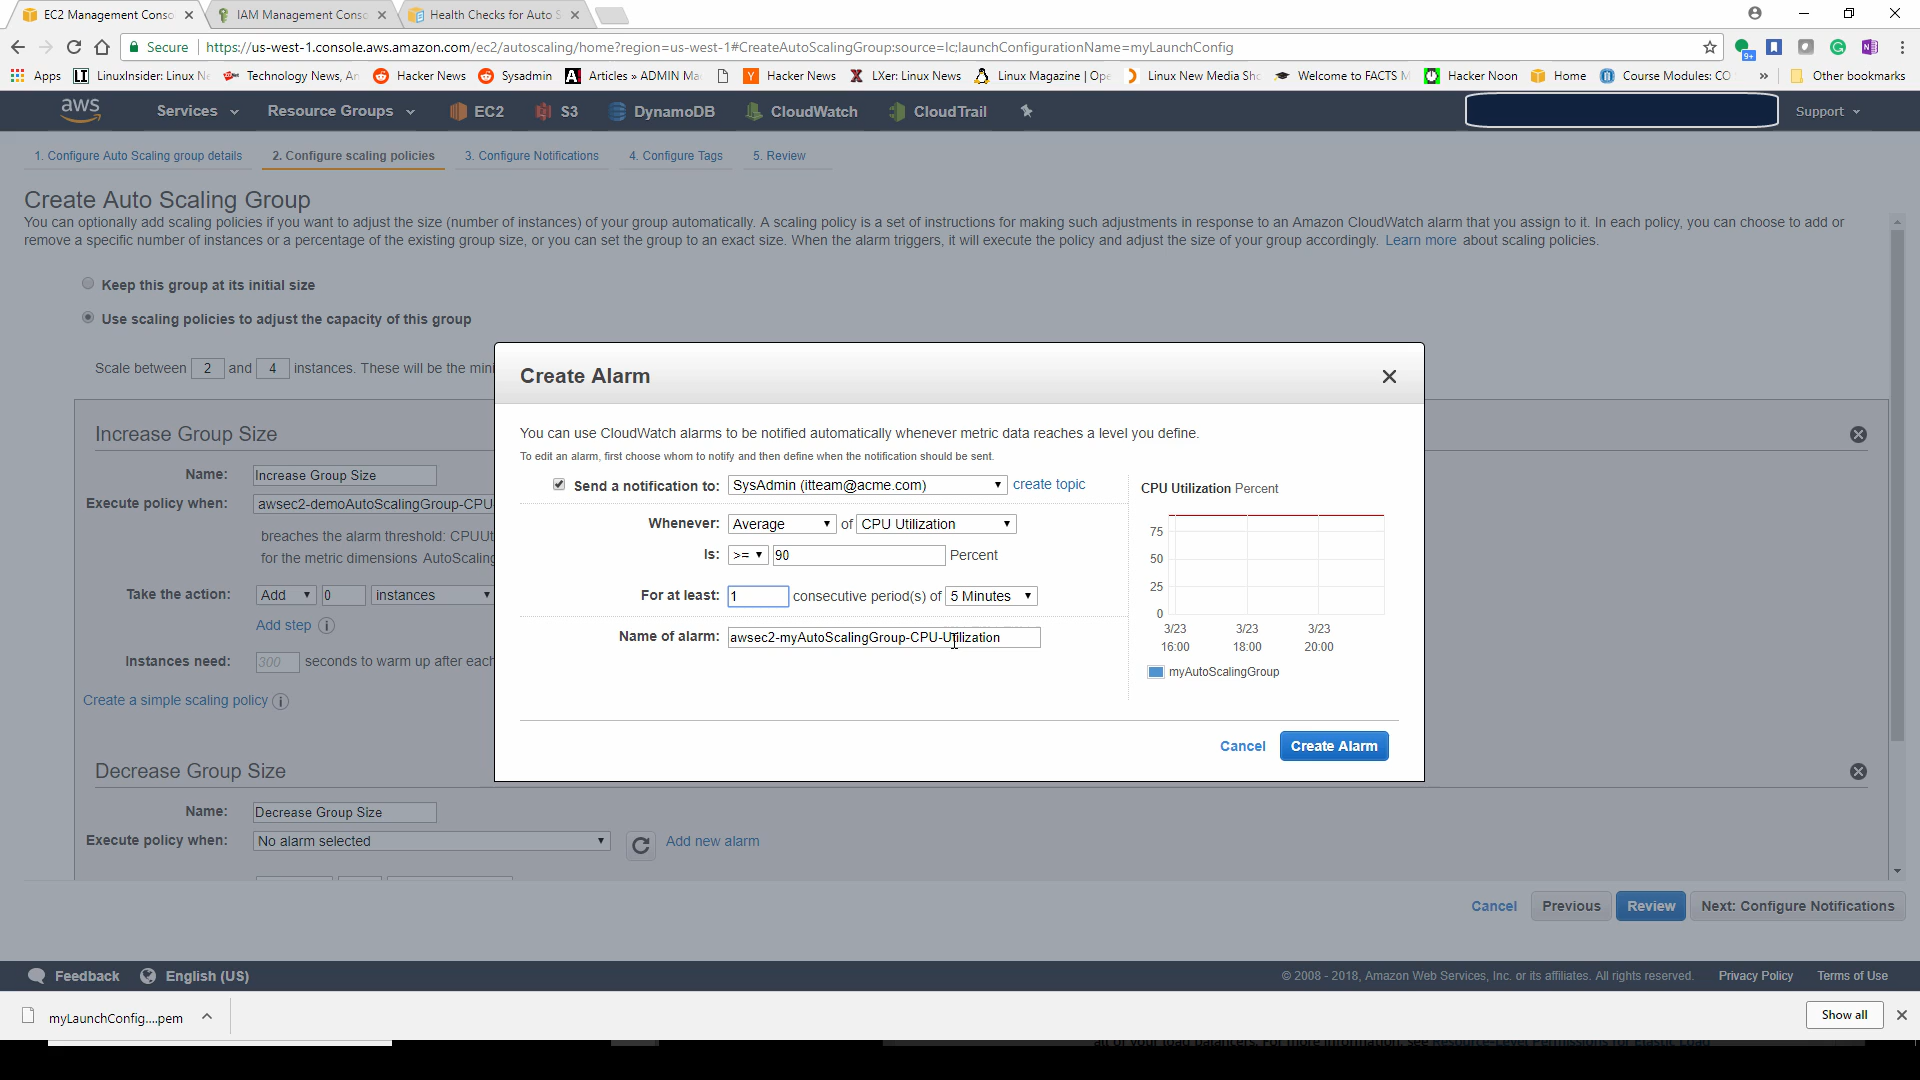 EC2 Management Conso
IAM Management Conso
Health Checks for Auto S
Secure
https://us-west-1.console.aws.amazon.com/ec2/autoscaling/home?region=us-west-1#CreateAutoScalingGroup:source=lc;launchConfigurationName=myLaunchConfig
9+
Apps
LinuxInsider: Linux Ne
Technology News, An
Hacker News
Sysadmin
Articles » ADMIN Ma
Hacker News
LXer: Linux News
Linux Magazine | Ope
Linux New Media Sho
Welcome to FACTS M
Hacker Noon
Home
Course Modules: CO
»
Other bookmarks
aws
Services
Resource Groups
EC2
S3
DynamoDB
CloudWatch
CloudTrail
Support
1. Configure Auto Scaling group details
2. Configure scaling policies
3. Configure Notifications
4. Configure Tags
5. Review
Create Auto Scaling Group
You can optionally add scaling policies if you want to adjust the size (number of instances) of your group automatically. A scaling policy is a set of instructions for making such adjustments in response to an Amazon CloudWatch alarm that you assign to it. In each policy, you can choose to add or
remove a specific number of instances or a percentage of the existing group size, or you can set the group to an exact size. When the alarm triggers, it will execute the policy and adjust the size of your group accordingly. Learn more about scaling policies.
Keep this group at its initial size
Use scaling policies to adjust the capacity of this group
Scale between 2 and 4 instances. These will be the mini
Increase Group Size
Name: Increase Group Size
Execute policy when: awsec2-demoAutoScalingGroup-CPU
breaches the alarm threshold: CPUUt
for the metric dimensions AutoScaling
Take the action: Add 0 instances
Add step
Instances need: 300 seconds to warm up after each
Create a simple scaling policy
Decrease Group Size
Name: Decrease Group Size
Execute policy when: No alarm selected
Add new alarm
Create Alarm
You can use CloudWatch alarms to be notified automatically whenever metric data reaches a level you define.
To edit an alarm, first choose whom to notify and then define when the notification should be sent.
Send a notification to: SysAdmin (itteam@acme.com) create topic
Whenever: Average of CPU Utilization
Is: >= 90 Percent
For at least: 1 consecutive period(s) of 5 Minutes
Name of alarm: awsec2-myAutoScalingGroup-CPU-Utilization
CPU Utilization Percent
75
50
25
0
3/23 3/23 3/23
16:00 18:00 20:00
myAutoScalingGroup
Cancel
Create Alarm
Cancel
Previous
Review
Next: Configure Notifications
Feedback
English (US)
© 2008 - 2018, Amazon Web Services, Inc. or its affiliates. All rights reserved.
Privacy Policy
Terms of Use
myLaunchConfig....pem
Show all